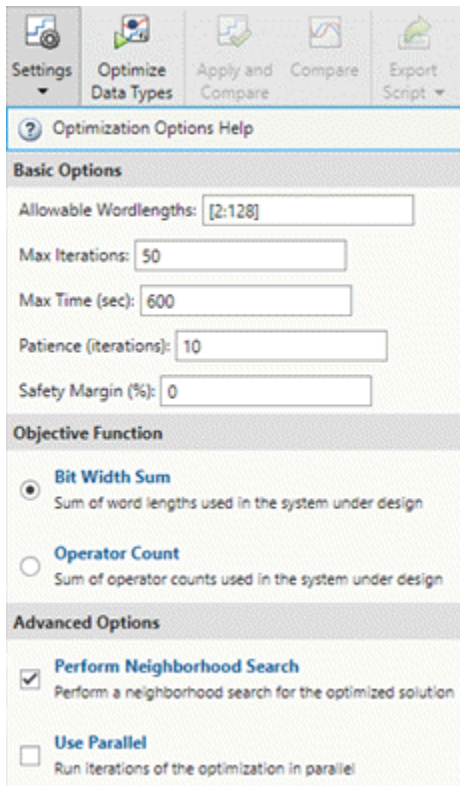 Settings
Optimize
Data Types
Apply and
Compare
Compare
Export
Script
Optimization Options Help
Basic Options
Allowable Wordlengths: [2:128]
Max Iterations: 50
Max Time (sec): 600
Patience (iterations): 10
Safety Margin (%): 0
Objective Function
Bit Width Sum
Sum of word lengths used in the system under design
Operator Count
Sum of operator counts used in the system under design
Advanced Options
Perform Neighborhood Search
Perform a neighborhood search for the optimized solution
Use Parallel
Run iterations of the optimization in parallel